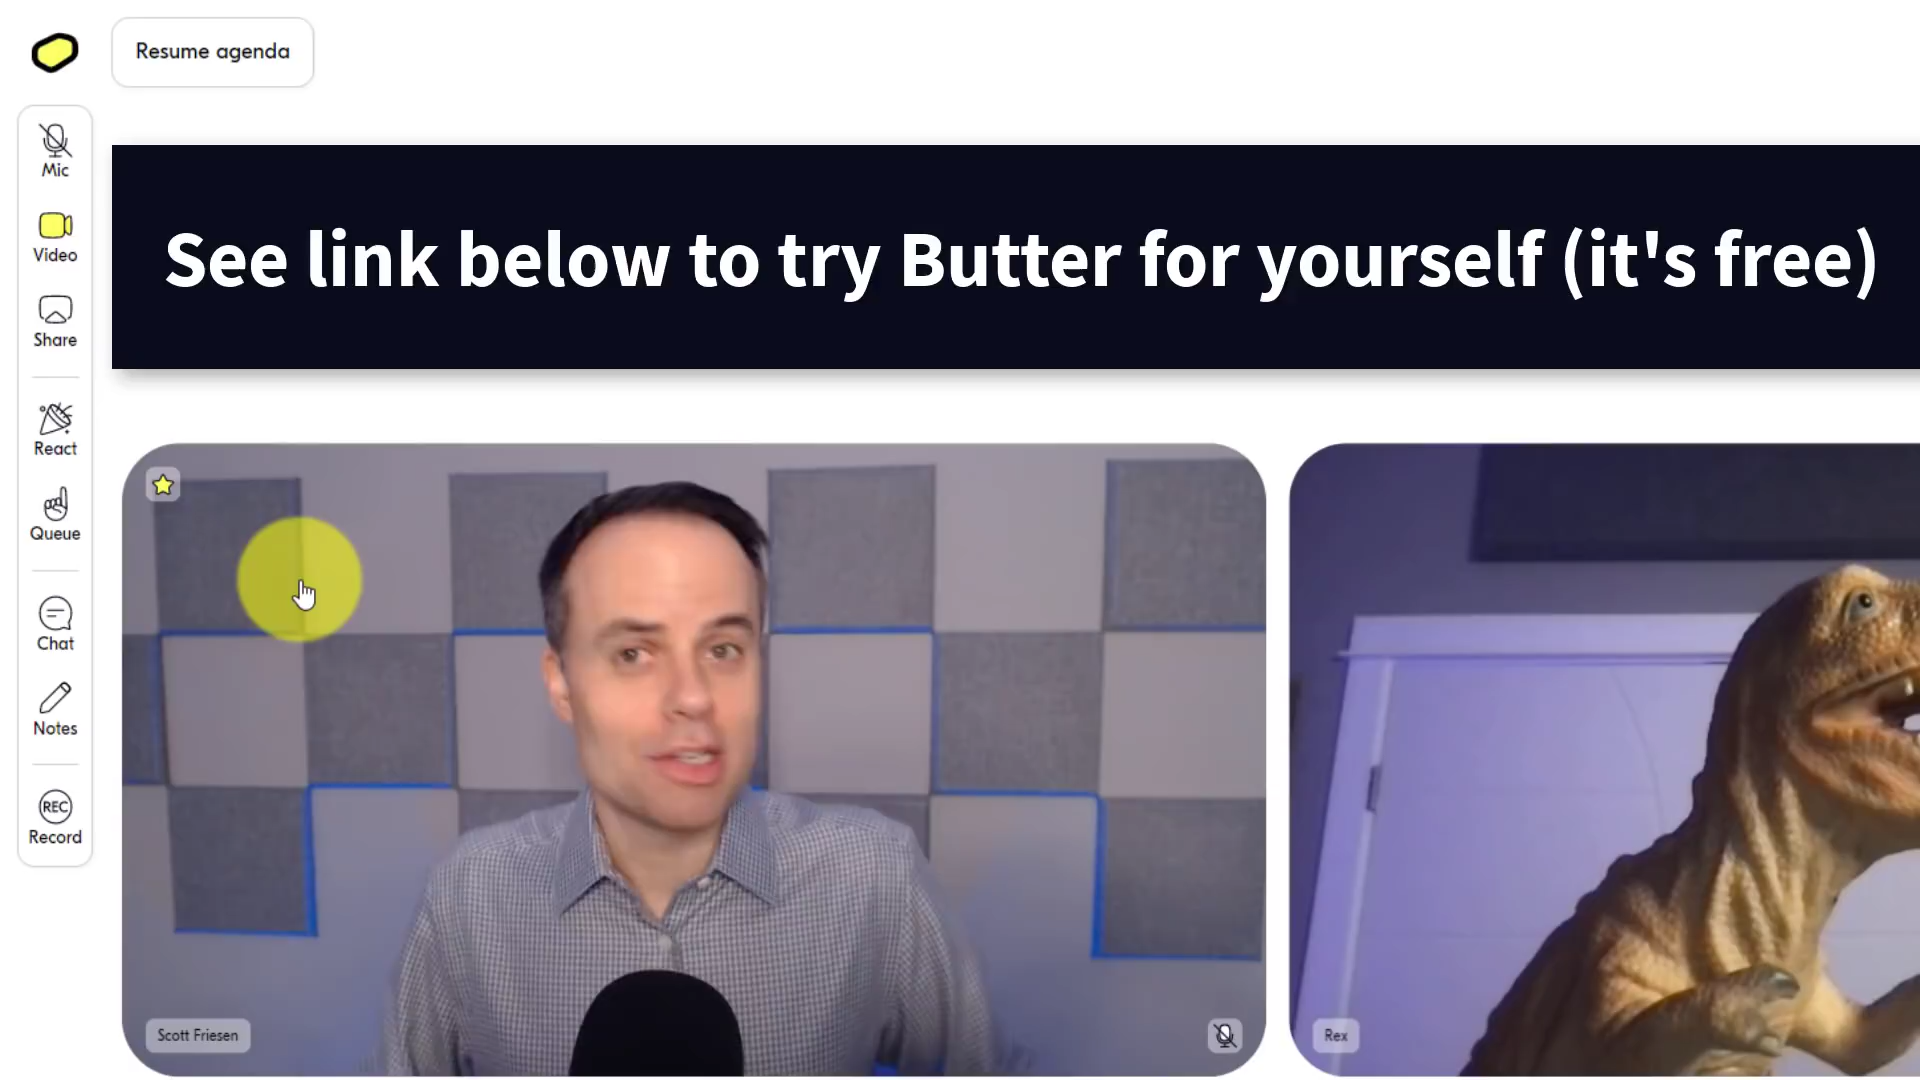 Resume agenda
Mic
See link below to try Butter for yourself (it's free)
Video
Share
React
Queue
Chat
Notes
REC
Record
Scott Friesen
Rex